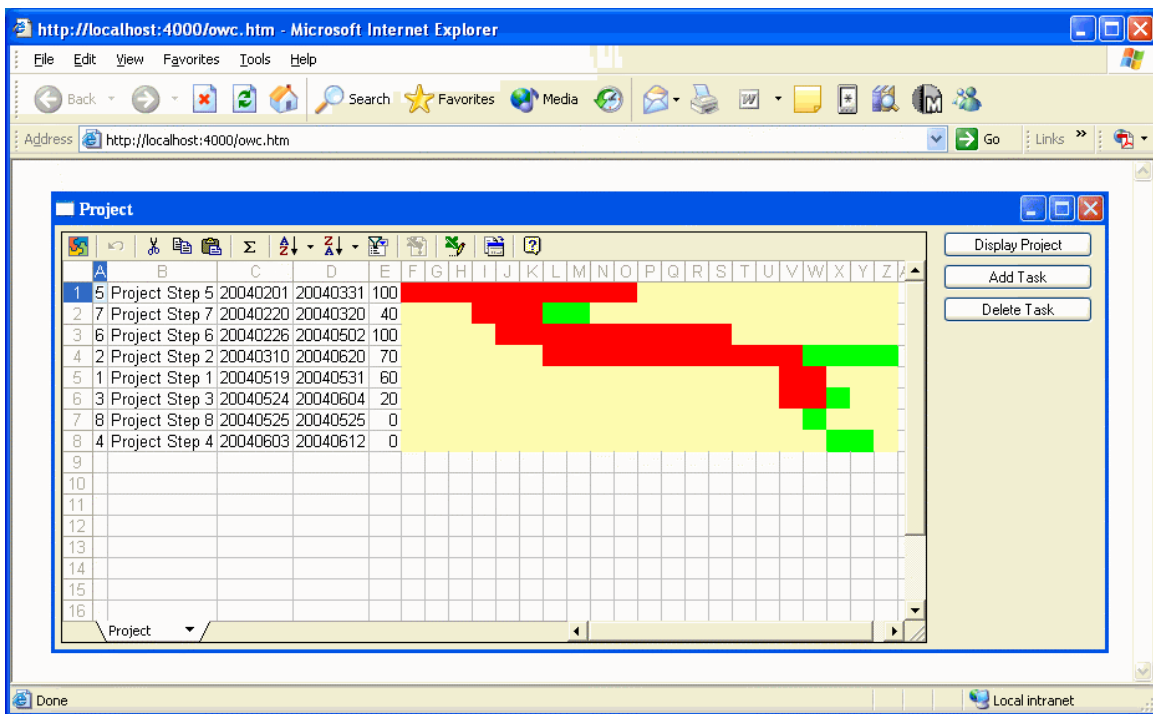 http://localhost:4000/owc.htm - Microsoft Internet Explorer
File Edit View Favorites Tools Help
Back Search Favorites Media
Address http://localhost:4000/owc.htm Go Links »
Project
Display Project
Add Task
Delete Task
A B C D E F G H I J K L M N O P Q R S T U V W X Y Z
1 5 Project Step 5 20040201 20040331 100
2 7 Project Step 7 20040220 20040320 40
3 6 Project Step 6 20040226 20040502 100
4 2 Project Step 2 20040310 20040620 70
5 1 Project Step 1 20040519 20040531 60
6 3 Project Step 3 20040524 20040604 20
7 8 Project Step 8 20040525 20040525 0
8 4 Project Step 4 20040603 20040612 0
9
10
11
12
13
14
15
16
Project
Done Local intranet